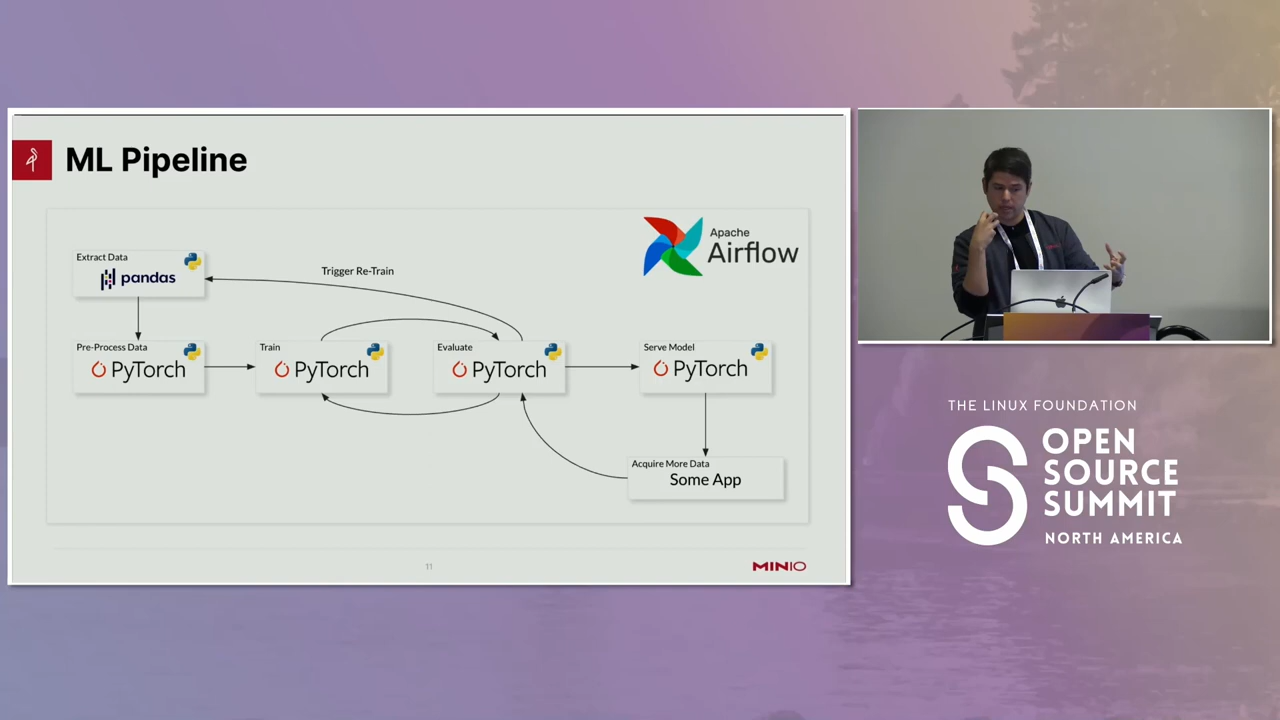 ML Pipeline
Apache
Airflow
Extract Data
pandas
Trigger Re-Train
Pre-Process Data
PyTorch
Train
PyTorch
Evaluate
PyTorch
Serve Model
PyTorch
Acquire More Data
Some App
11
MINIO
THE LINUX FOUNDATION
OPEN
SOURCE
SUMMIT
NORTH AMERICA